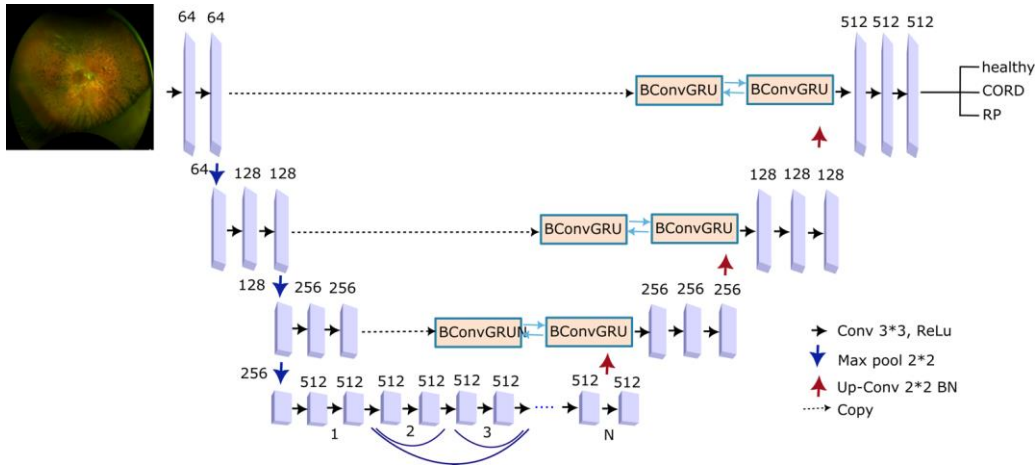 64 64
512 512 512
BConvGRU BConvGRU
healthy
CORD
RP
64 128 128
128 128 128
BConvGRU BConvGRU
128 256 256
256 256 256
BConvGRUN BConvGRU
256 512 512 512 512 512 512 512 512
1 2 3 N
Conv 3*3, ReLu
Max pool 2*2
Up-Conv 2*2 BN
Copy